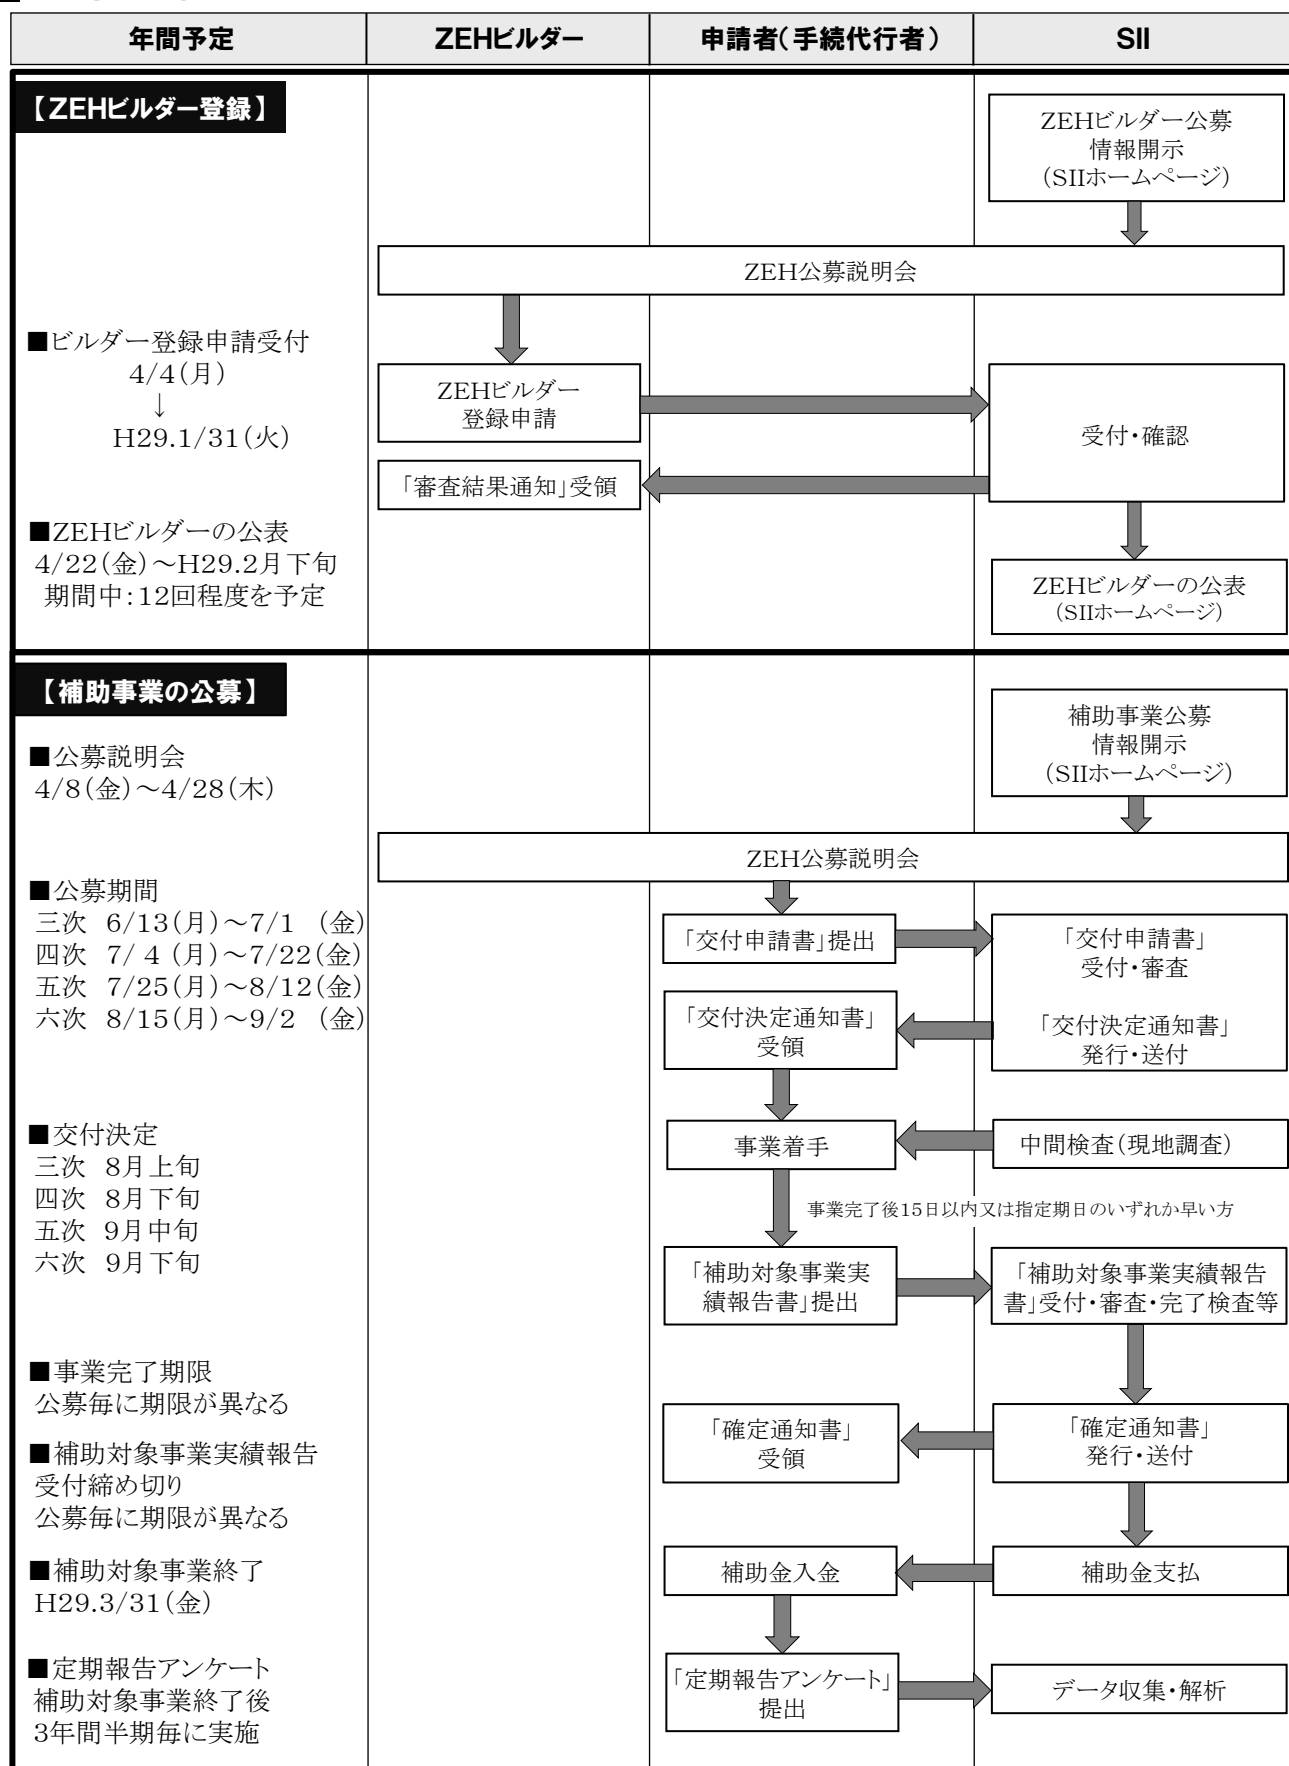 年間予定
ZEHビルダー
申請者(手続代行者)
SII
【ZEHビルダー登録】
ZEHビルダー公募
情報開示
(SIIホームページ)
ZEH公募説明会
■ビルダー登録申請受付
4/4(月)
↓
H29.1/31(火)
ZEHビルダー
登録申請
受付・確認
「審査結果通知」受領
■ZEHビルダーの公表
4/22(金)～H29.2月下旬
期間中:12回程度を予定
ZEHビルダーの公表
(SIIホームページ)
【補助事業の公募】
補助事業公募
情報開示
(SIIホームページ)
■公募説明会
4/8(金)～4/28(木)
ZEH公募説明会
■公募期間
三次 6/13(月)～7/1 (金)
四次 7/ 4 (月)～7/22(金)
五次 7/25(月)～8/12(金)
六次 8/15(月)～9/2 (金)
「交付申請書」提出
「交付申請書」
受付・審査
「交付決定通知書」
発行・送付
「交付決定通知書」
受領
■交付決定
三次 8月上旬
四次 8月下旬
五次 9月中旬
六次 9月下旬
事業着手
中間検査(現地調査)
事業完了後15日以内又は指定期日のいずれか早い方
「補助対象事業実
績報告書」提出
「補助対象事業実績報告
書」受付・審査・完了検査等
■事業完了期限
公募毎に期限が異なる
■補助対象事業実績報告
受付締め切り
公募毎に期限が異なる
「確定通知書」
受領
「確定通知書」
発行・送付
■補助対象事業終了
H29.3/31(金)
補助金入金
補助金支払
■定期報告アンケート
補助対象事業終了後
3年間半期毎に実施
「定期報告アンケート」
提出
データ収集・解析